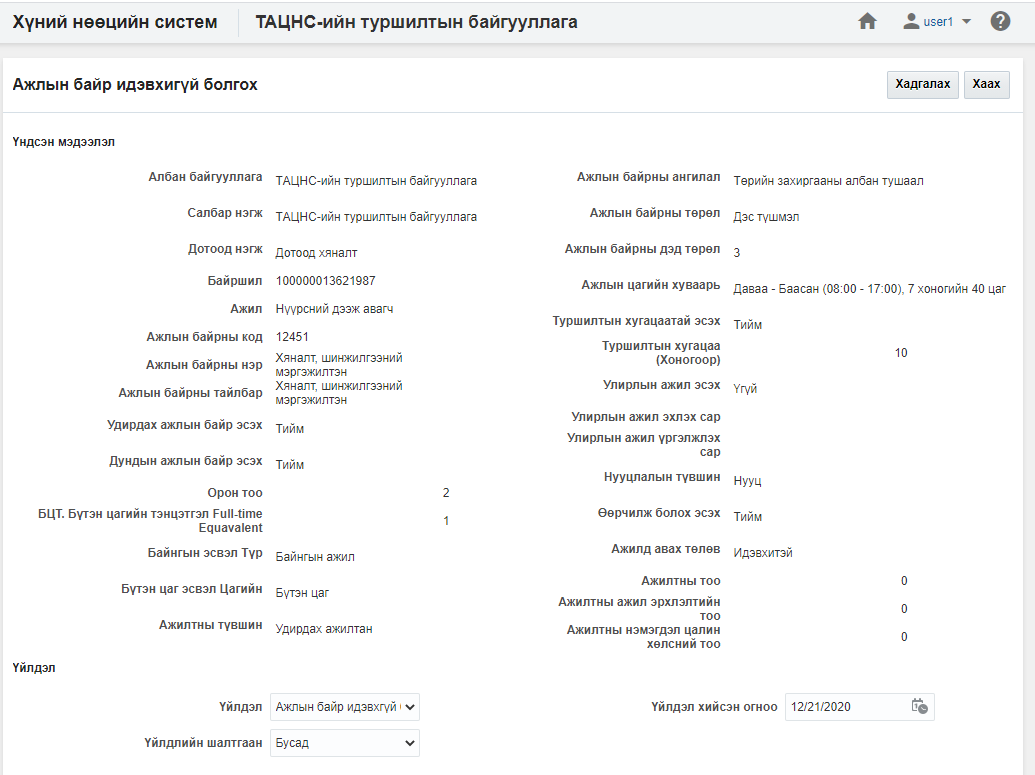 Хүний нөөцийн систем
ТАЦНС-ийн туршилтын байгууллага
user1
Ажлын байр идэвхигүй болгох
Хадгалах
Хаах
Үндсэн мэдээлэл
Албан байгууллага ТАЦНС-ийн туршилтын байгууллага
Салбар нэгж ТАЦНС-ийн туршилтын байгууллага
Дотоод нэгж Дотоод хяналт
Байршил 100000013621987
Ажил Нүүрсний дээж авагч
Ажлын байрны код 12451
Ажлын байрны нэр Хяналт, шинжилгээний
мэргэжилтэн
Ажлын байрны тайлбар Хяналт, шинжилгээний
мэргэжилтэн
Удирдах ажлын байр эсэх Тийм
Дундын ажлын байр эсэх Тийм
Орон тоо 2
БЦТ. Бүтэн цагийн тэнцэтгэл Full-time
Equavalent 1
Байнгын эсвэл Түр Байнгын ажил
Бүтэн цаг эсвэл Цагийн Бүтэн цаг
Ажилтны түвшин Удирдах ажилтан
Ажлын байрны ангилал Төрийн захиргааны албан тушаал
Ажлын байрны төрөл Дэс түшмэл
Ажлын байрны дэд төрөл 3
Ажлын цагийн хуваарь Даваа - Баасан (08:00 - 17:00), 7 хоногийн 40 цаг
Туршилтын хугацаатай эсэх Тийм
Туршилтын хугацаа
(Хоногоор) 10
Улирлын ажил эсэх Үгүй
Улирлын ажил эхлэх сар
Улирлын ажил үргэлжлэх
сар
Нууцлалын түвшин Нууц
Өөрчилж болох эсэх Тийм
Ажилд авах төлөв Идэвхитэй
Ажилтны тоо 0
Ажилтны ажил эрхлэлтийн
тоо 0
Ажилтны нэмэгдэл цалин
хөлсний тоо 0
Үйлдэл
Үйлдэл Ажлын байр идэвхгүй
Үйлдэл хийсэн огноо 12/21/2020
Үйлдлийн шалтгаан Бусад